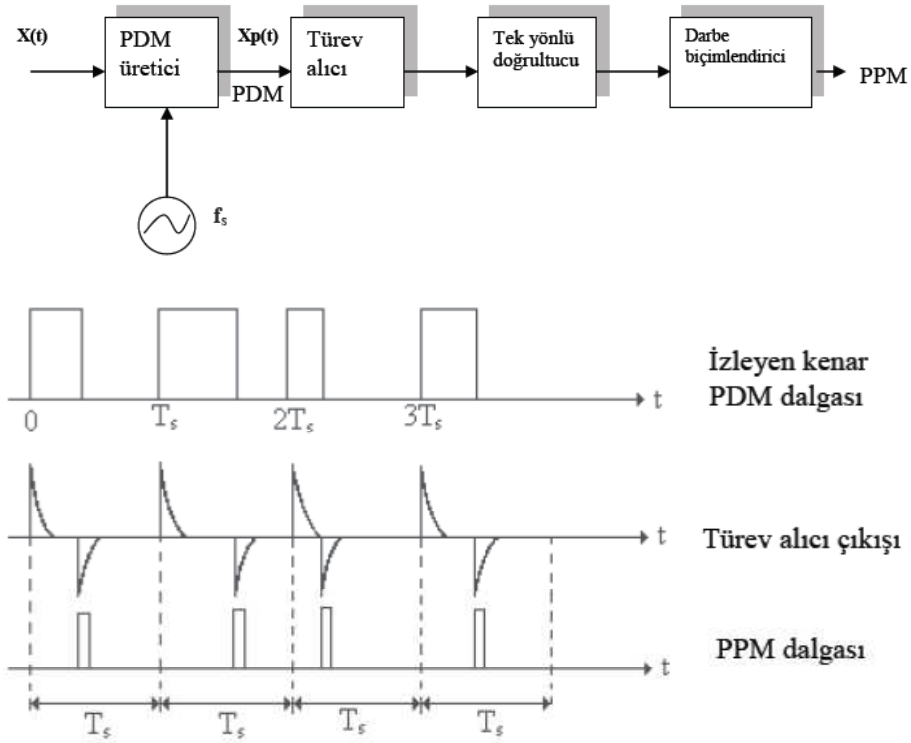 X(t)
PDM
üretici
Xp(t)
PDM
Türev
alıcı
Tek yönlü
doğrultucu
Darbe
biçimlendirici
PPM
fs
İzleyen kenar
PDM dalgası
t
0
Ts
2Ts
3Ts
t
Türev alıcı çıkışı
PPM dalgası
t
Ts
Ts
Ts
Ts